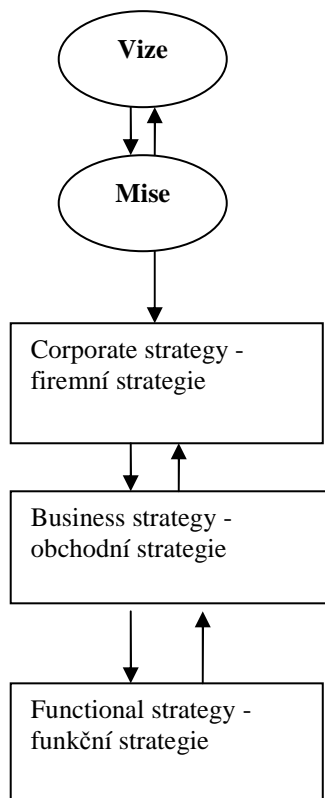 Vize
Mise
Corporate strategy -
firemní strategie
Business strategy -
obchodní strategie
Functional strategy -
funkční strategie